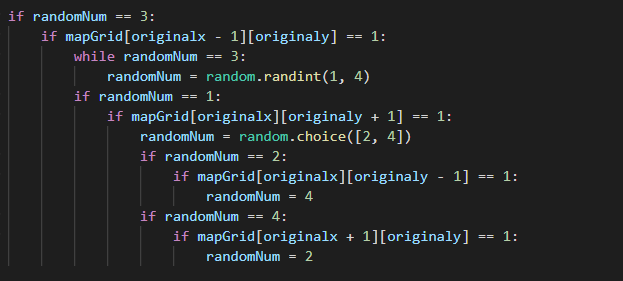 if randomNum == 3:
    if mapGrid[originalx - 1][originaly] == 1:
        while randomNum == 3:
            randomNum = random.randint(1, 4)
        if randomNum == 1:
            if mapGrid[originalx][originaly + 1] == 1:
                randomNum = random.choice([2, 4])
                if randomNum == 2:
                    if mapGrid[originalx][originaly - 1] == 1:
                        randomNum = 4
                if randomNum == 4:
                    if mapGrid[originalx + 1][originaly] == 1:
                        randomNum = 2